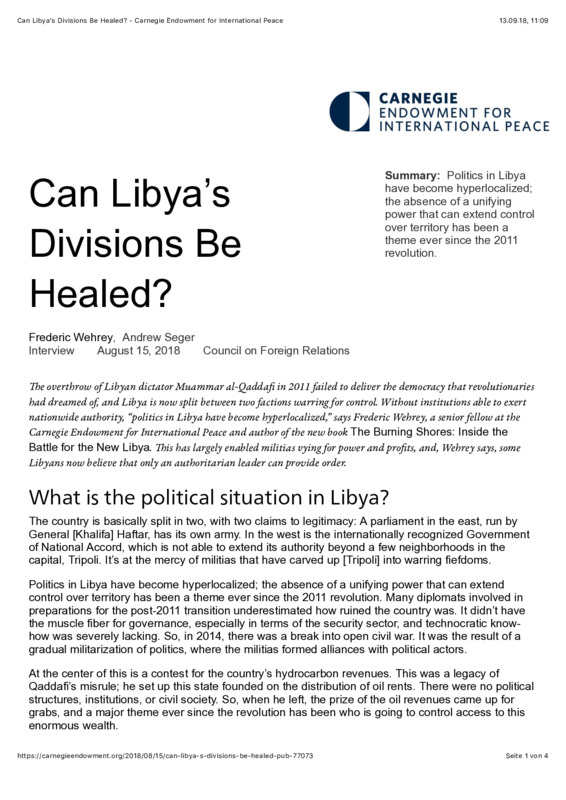 Can Libya's Divisions Be Healed? - Carnegie Endowment for International Peace 13.09.18, 11:09
CARNEGIE
ENDOWMENT FOR
INTERNATIONAL PEACE
Can Libya’s
Divisions Be
Healed?
Summary: Politics in Libya
have become hyperlocalized;
the absence of a unifying
power that can extend control
over territory has been a
theme ever since the 2011
revolution.
Frederic Wehrey, Andrew Seger
Interview August 15, 2018 Council on Foreign Relations
The overthrow of Libyan dictator Muammar al-Qaddafi in 2011 failed to deliver the democracy that revolutionaries
had dreamed of, and Libya is now split between two factions warring for control. Without institutions able to exert
nationwide authority, “politics in Libya have become hyperlocalized,” says Frederic Wehrey, a senior fellow at the
Carnegie Endowment for International Peace and author of the new book The Burning Shores: Inside the
Battle for the New Libya. This has largely enabled militias vying for power and profits, and, Wehrey says, some
Libyans now believe that only an authoritarian leader can provide order.
What is the political situation in Libya?
The country is basically split in two, with two claims to legitimacy: A parliament in the east, run by
General [Khalifa] Haftar, has its own army. In the west is the internationally recognized Government
of National Accord, which is not able to extend its authority beyond a few neighborhoods in the
capital, Tripoli. It’s at the mercy of militias that have carved up [Tripoli] into warring fiefdoms.
Politics in Libya have become hyperlocalized; the absence of a unifying power that can extend
control over territory has been a theme ever since the 2011 revolution. Many diplomats involved in
preparations for the post-2011 transition underestimated how ruined the country was. It didn’t have
the muscle fiber for governance, especially in terms of the security sector, and technocratic know-
how was severely lacking. So, in 2014, there was a break into open civil war. It was the result of a
gradual militarization of politics, where the militias formed alliances with political actors.
At the center of this is a contest for the country’s hydrocarbon revenues. This was a legacy of
Qaddafi’s misrule; he set up this state founded on the distribution of oil rents. There were no political
structures, institutions, or civil society. So, when he left, the prize of the oil revenues came up for
grabs, and a major theme ever since the revolution has been who is going to control access to this
enormous wealth.
https://carnegieendowment.org/2018/08/15/can-libya-s-divisions-be-healed-pub-77073 Seite 1 von 4